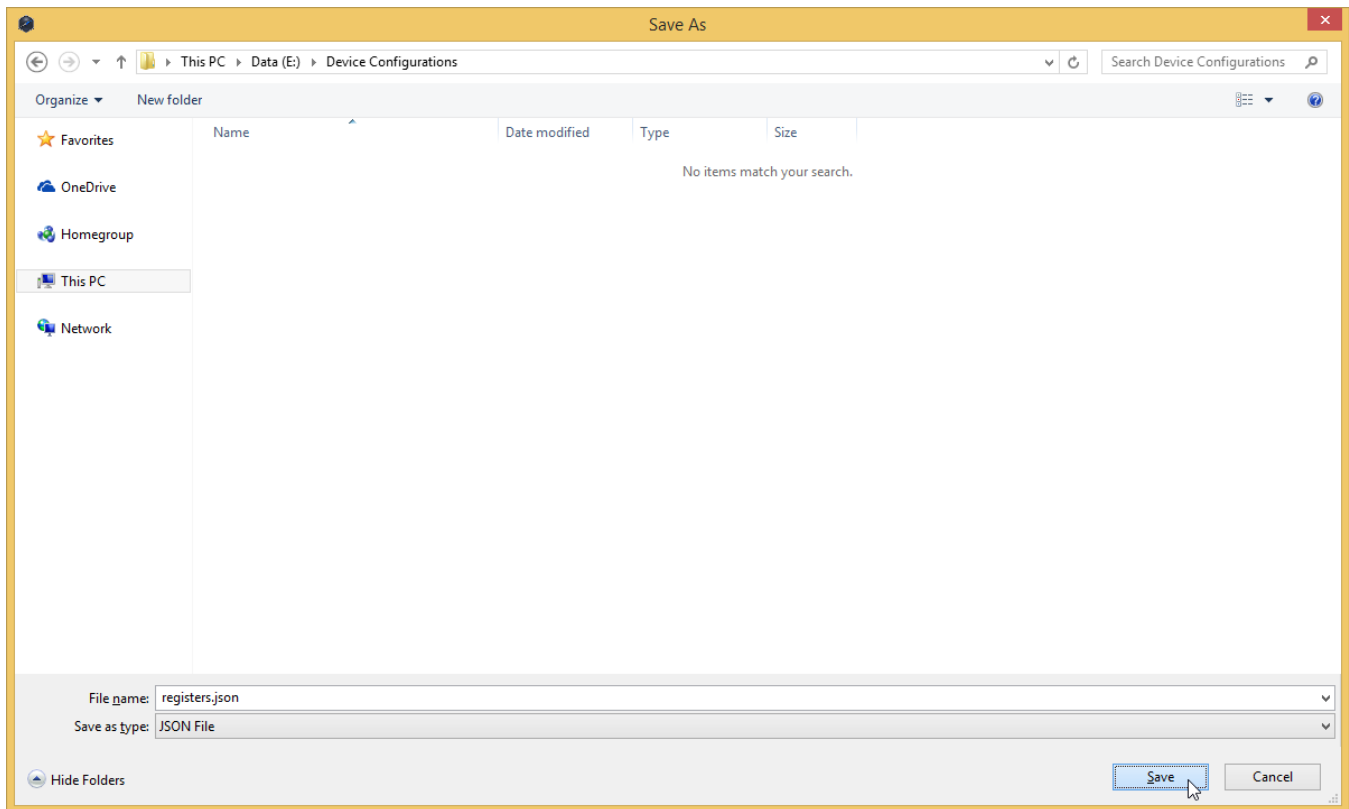 Save As
This PC Data (E:) Device Configurations
Search Device Configurations
Organize New folder
Favorites
OneDrive
Homegroup
This PC
Network
Name Date modified Type Size
No items match your search.
File name: registers.json
Save as type: JSON File
Hide Folders
Save Cancel